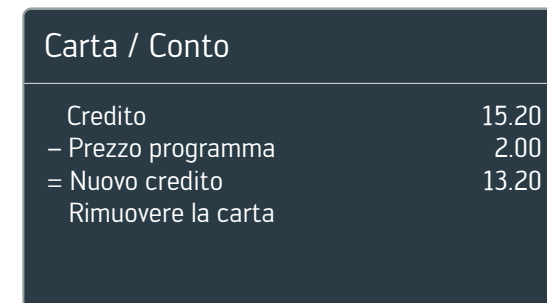 Carta / Conto
Credito 15.20
– Prezzo programma 2.00
= Nuovo credito 13.20
Rimuovere la carta